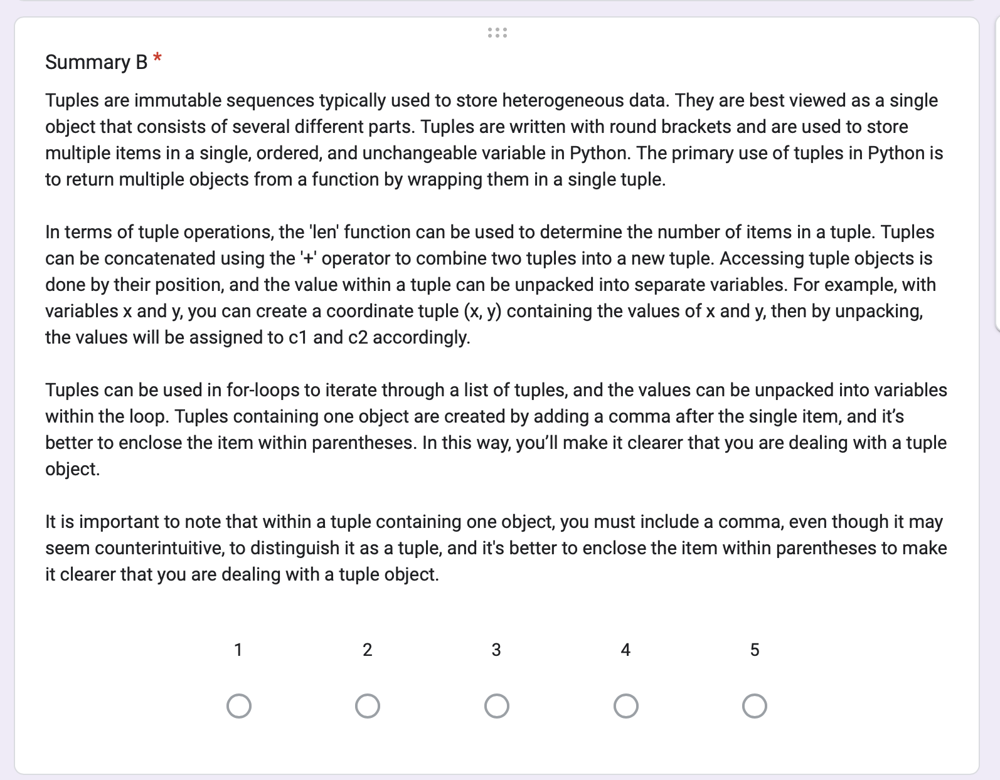 Summary B *
Tuples are immutable sequences typically used to store heterogeneous data. They are best viewed as a single
object that consists of several different parts. Tuples are written with round brackets and are used to store
multiple items in a single, ordered, and unchangeable variable in Python. The primary use of tuples in Python is
to return multiple objects from a function by wrapping them in a single tuple.
In terms of tuple operations, the 'len' function can be used to determine the number of items in a tuple. Tuples
can be concatenated using the '+' operator to combine two tuples into a new tuple. Accessing tuple objects is
done by their position, and the value within a tuple can be unpacked into separate variables. For example, with
variables x and y, you can create a coordinate tuple (x, y) containing the values of x and y, then by unpacking,
the values will be assigned to c1 and c2 accordingly.
Tuples can be used in for-loops to iterate through a list of tuples, and the values can be unpacked into variables
within the loop. Tuples containing one object are created by adding a comma after the single item, and it’s
better to enclose the item within parentheses. In this way, you’ll make it clearer that you are dealing with a tuple
object.
It is important to note that within a tuple containing one object, you must include a comma, even though it may
seem counterintuitive, to distinguish it as a tuple, and it's better to enclose the item within parentheses to make
it clearer that you are dealing with a tuple object.
1 2 3 4 5